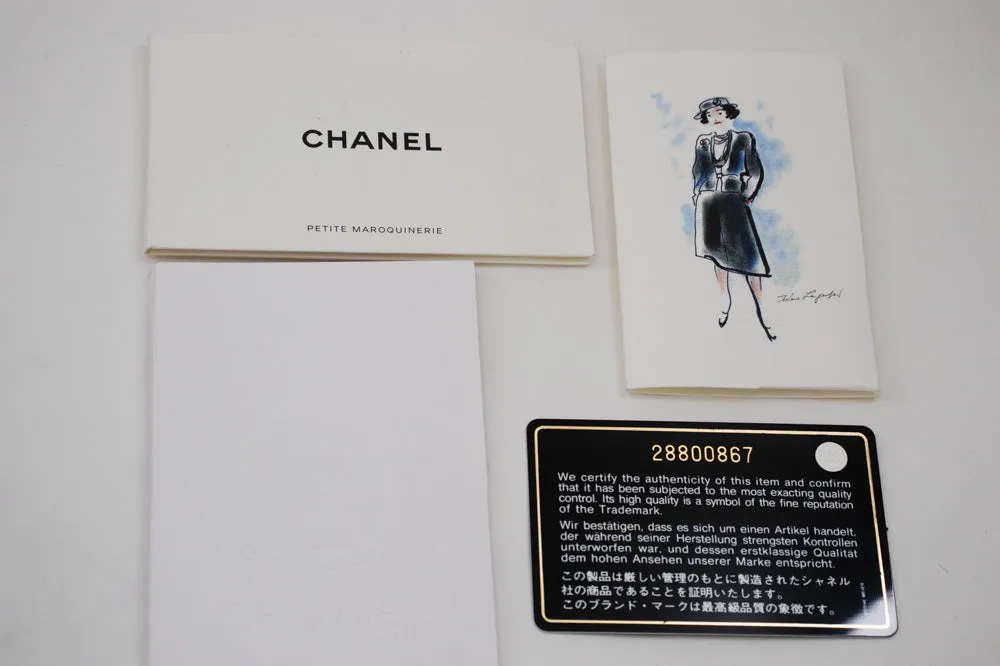 CHANEL
PETITE MAROQUINERIE
28800867
We certify the authenticity of this item and confirm
that it has been subjected to the most exacting quality
control. Its high quality is a symbol of the fine reputation
of the Trademark.
Wir bestätigen, dass es sich um einen Artikel handelt,
der während seiner Herstellung strengsten Kontrollen
unterworfen war, und dessen erstklassige Qualität
dem hohen Ansehen unserer Marke entspricht.
この製品は厳しい管理のもとに製造されたシャネル
社の商品であることを証明いたします。
このブランド・マークは最高級品質の象徴です。